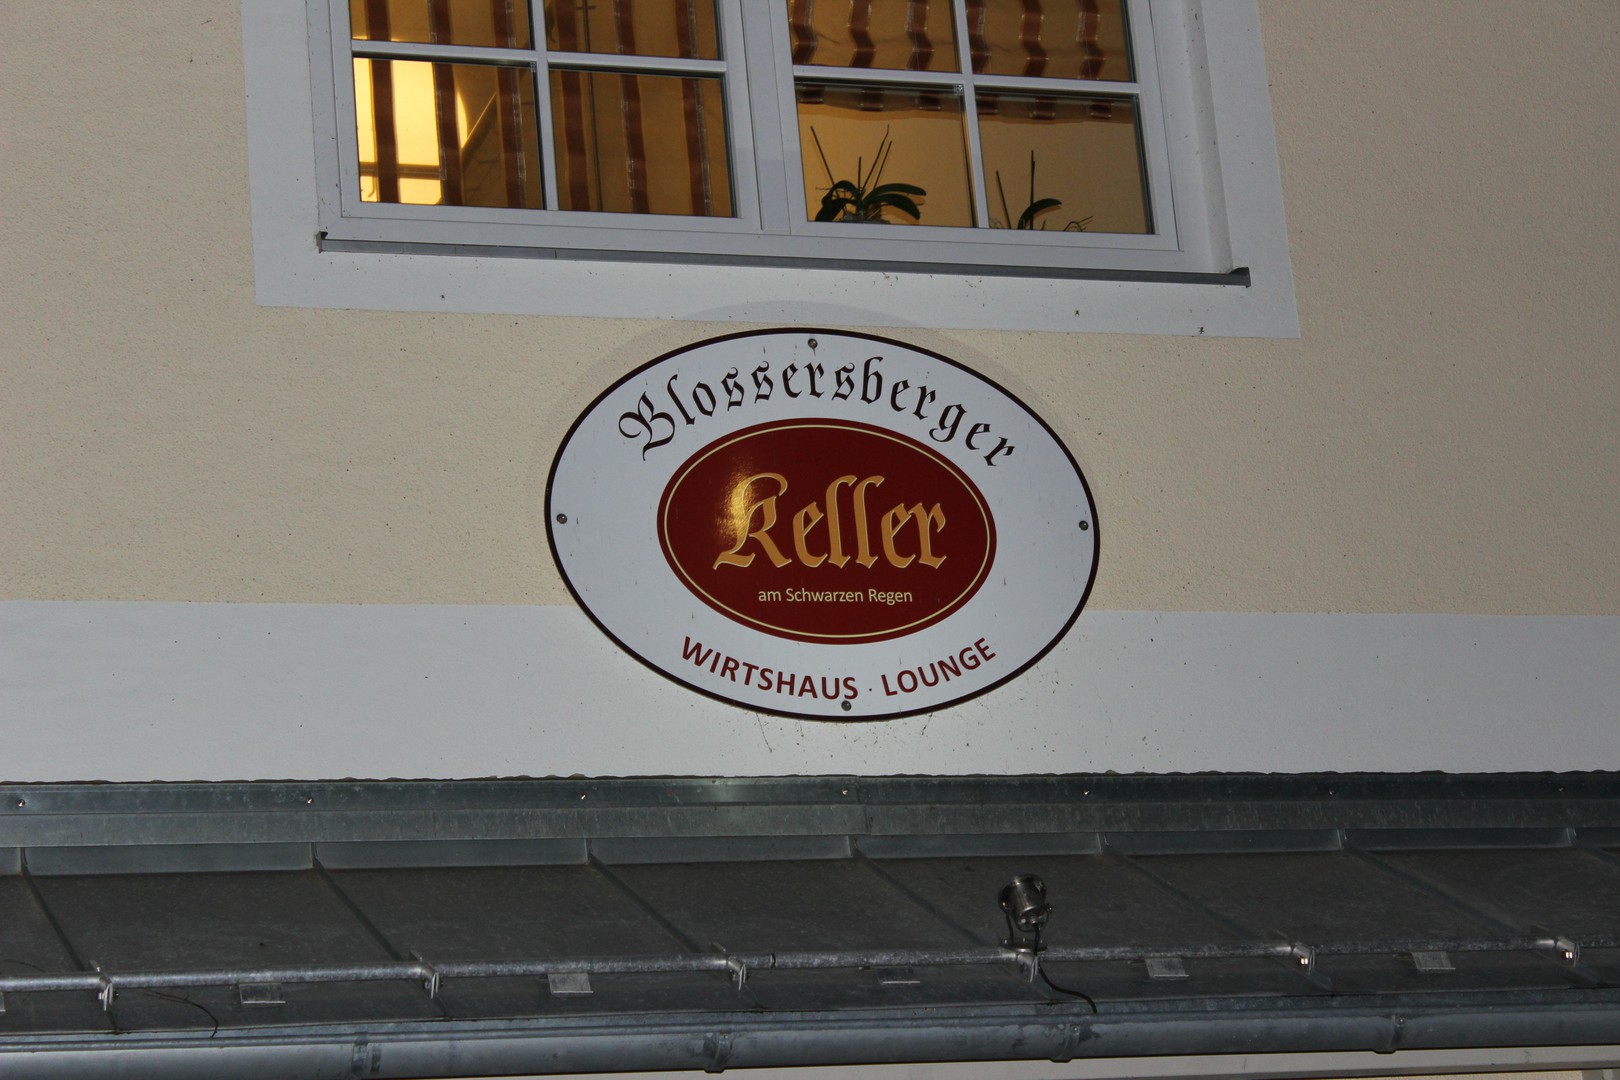 Blossersberger
Keller
am Schwarzen Regen
WIRTSHAUS · LOUNGE